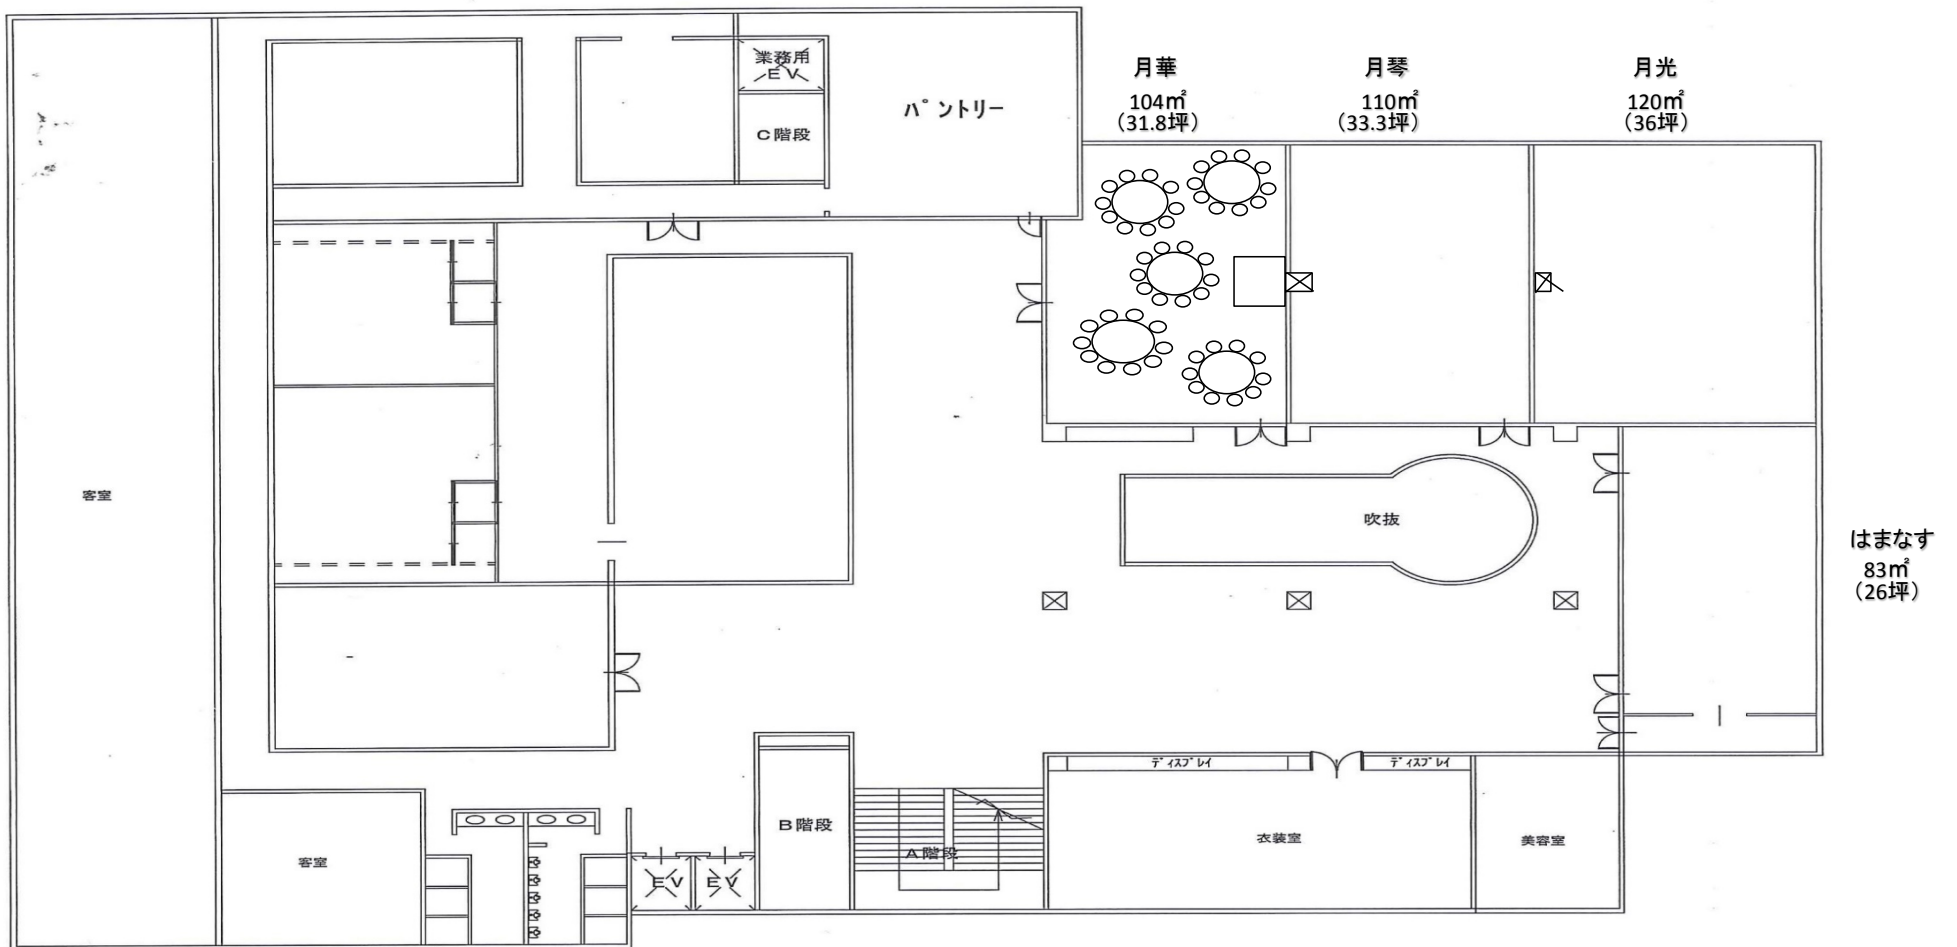 業務用
EV
C階段
パントリー
月華
104㎡
(31.8坪)
月琴
110㎡
(33.3坪)
月光
120㎡
(36坪)
客室
吹抜
はまなす
83㎡
(26坪)
ディスプレイ
ディスプレイ
B階段
A階段
衣装室
美容室
客室
EV
EV